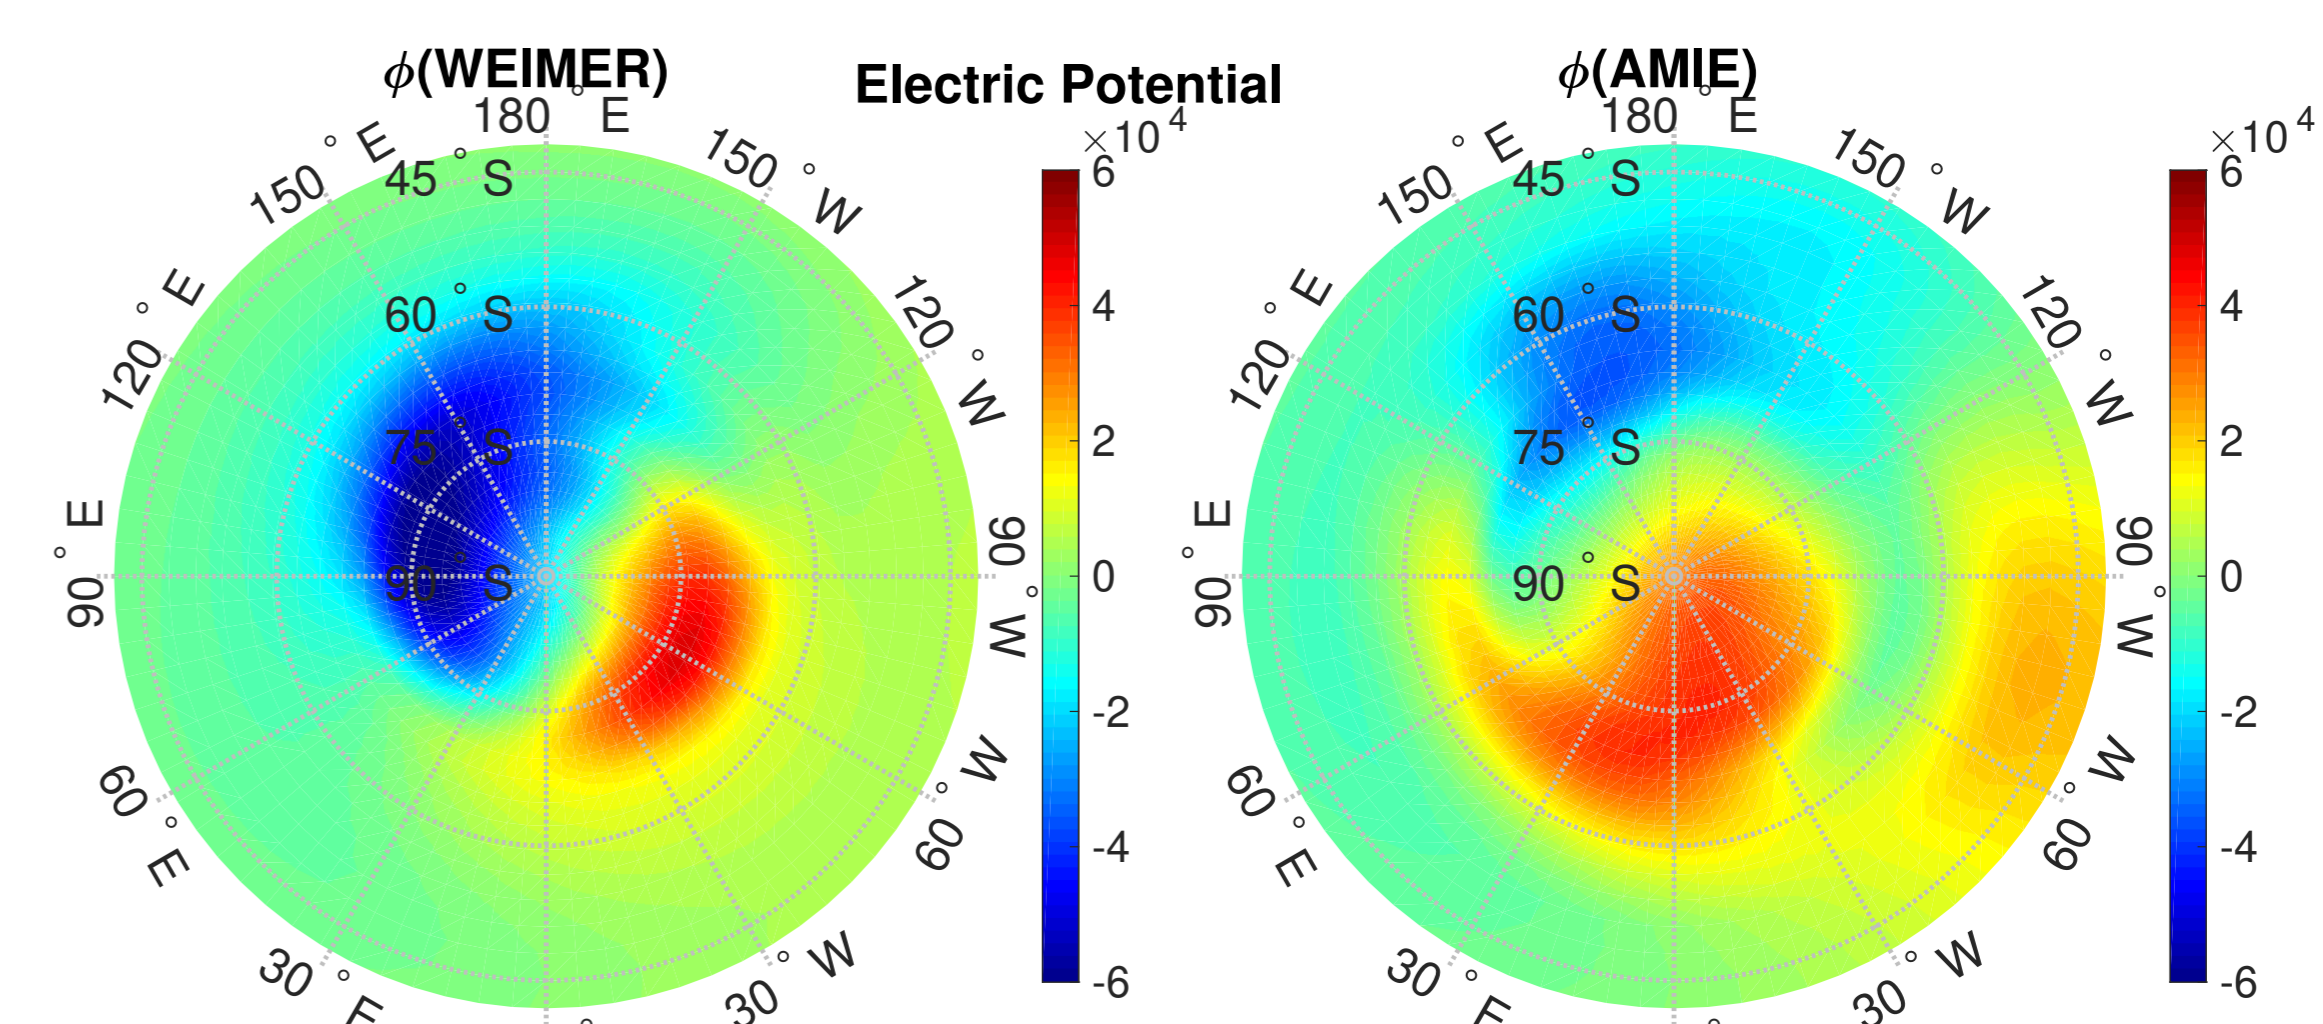 ϕ(WEIMER)
Electric Potential
ϕ(AMIE)
180° E
150° E
120° E
90° E
60° E
30° E
150° W
120° W
90° W
60° W
30° W
45° S
60° S
75° S
90° S
×10⁴
6
4
2
0
-2
-4
-6
180° E
150° E
120° E
90° E
60° E
30° E
150° W
120° W
90° W
60° W
30° W
45° S
60° S
75° S
90° S
×10⁴
6
4
2
0
-2
-4
-6